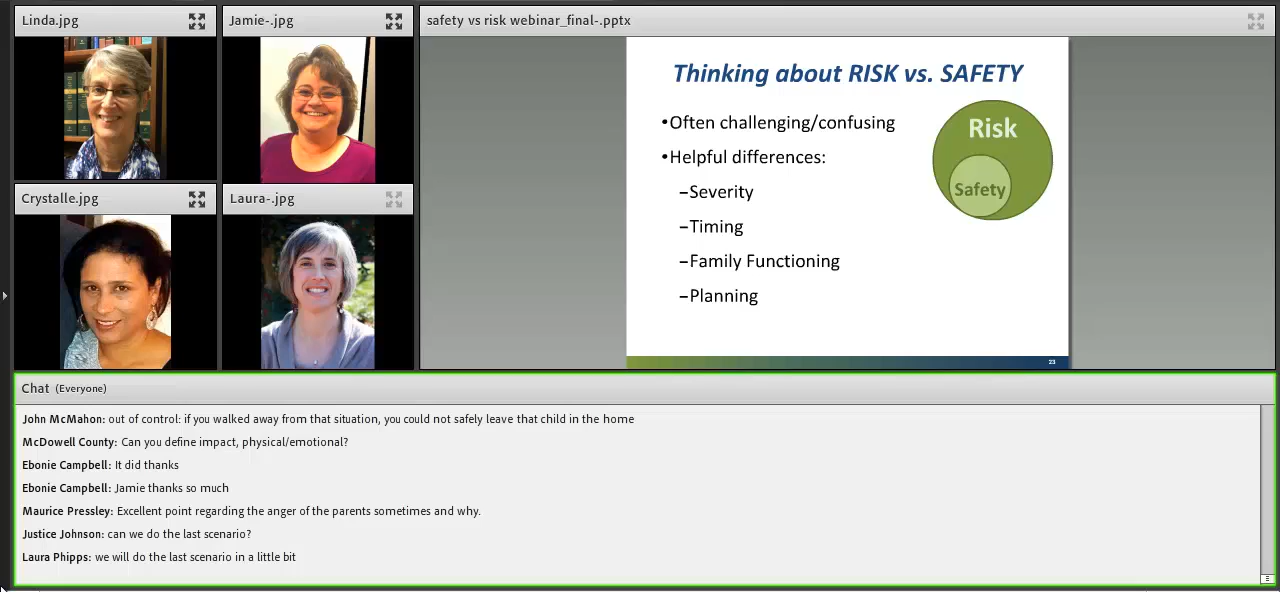 Linda.jpg
Jamie-.jpg
safety vs risk webinar_final-.pptx
Crystalle.jpg
Laura-.jpg
Thinking about RISK vs. SAFETY
•Often challenging/confusing
•Helpful differences:
–Severity
–Timing
–Family Functioning
–Planning
Risk
Safety
23
Chat (Everyone)
John McMahon: out of control: if you walked away from that situation, you could not safely leave that child in the home
McDowell County: Can you define impact, physical/emotional?
Ebonie Campbell: It did thanks
Ebonie Campbell: Jamie thanks so much
Maurice Pressley: Excellent point regarding the anger of the parents sometimes and why.
Justice Johnson: can we do the last scenario?
Laura Phipps: we will do the last scenario in a little bit